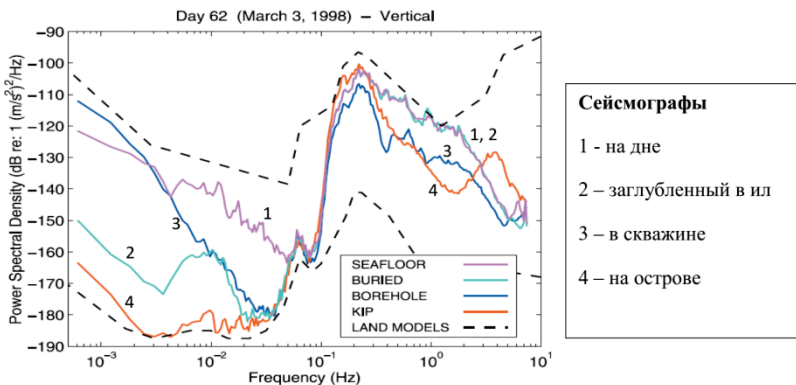 Day 62 (March 3, 1998) – Vertical
Power Spectral Density (dB re: 1 (m/s²)²/Hz)
−90
−100
−110
−120
−130
−140
−150
−160
−170
−180
−190
1
2
3
4
1, 2
3
4
SEAFLOOR
BURIED
BOREHOLE
KIP
LAND MODELS
10⁻³ 10⁻² 10⁻¹ 10⁰ 10¹
Frequency (Hz)
Сейсмографы
1 - на дне
2 – заглубленный в ил
3 – в скважине
4 – на острове